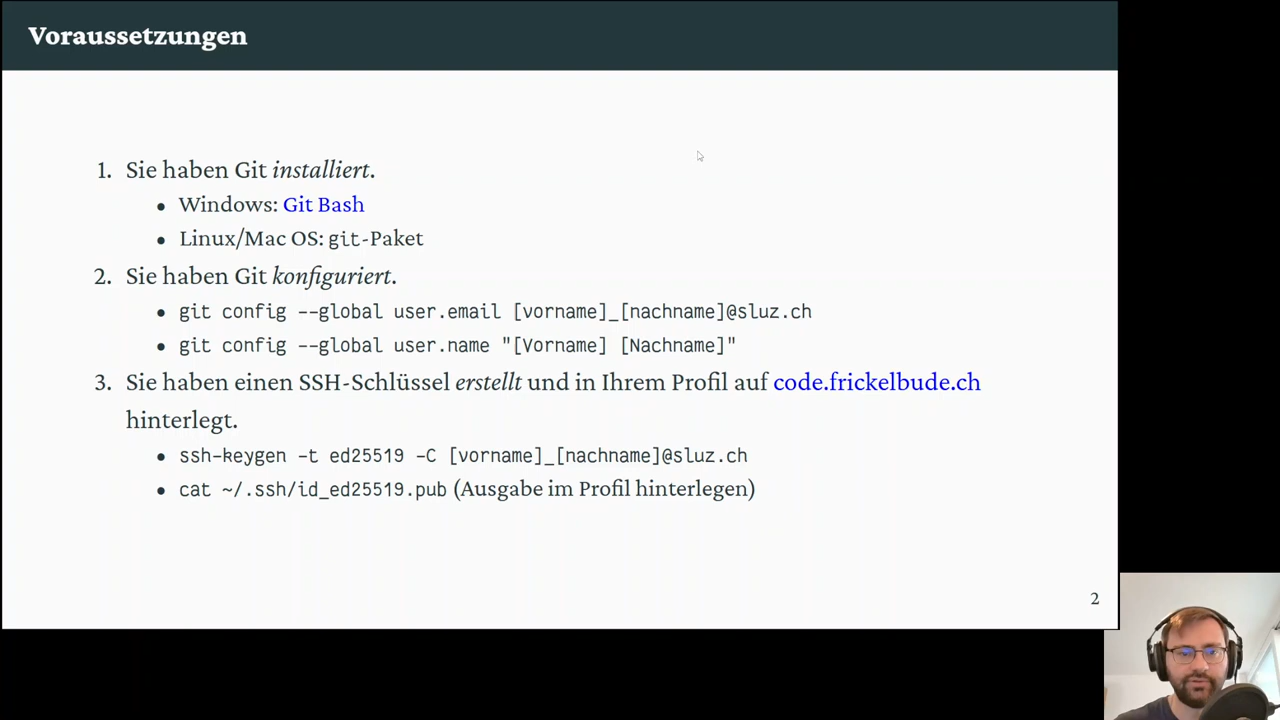 Voraussetzungen
1. Sie haben Git installiert.
• Windows: Git Bash
• Linux/Mac OS: git-Paket
2. Sie haben Git konfiguriert.
• git config --global user.email [vorname]_[nachname]@sluz.ch
• git config --global user.name "[Vorname] [Nachname]"
3. Sie haben einen SSH-Schlüssel erstellt und in Ihrem Profil auf code.frickelbude.ch
hinterlegt.
• ssh-keygen -t ed25519 -C [vorname]_[nachname]@sluz.ch
• cat ~/.ssh/id_ed25519.pub (Ausgabe im Profil hinterlegen)
2